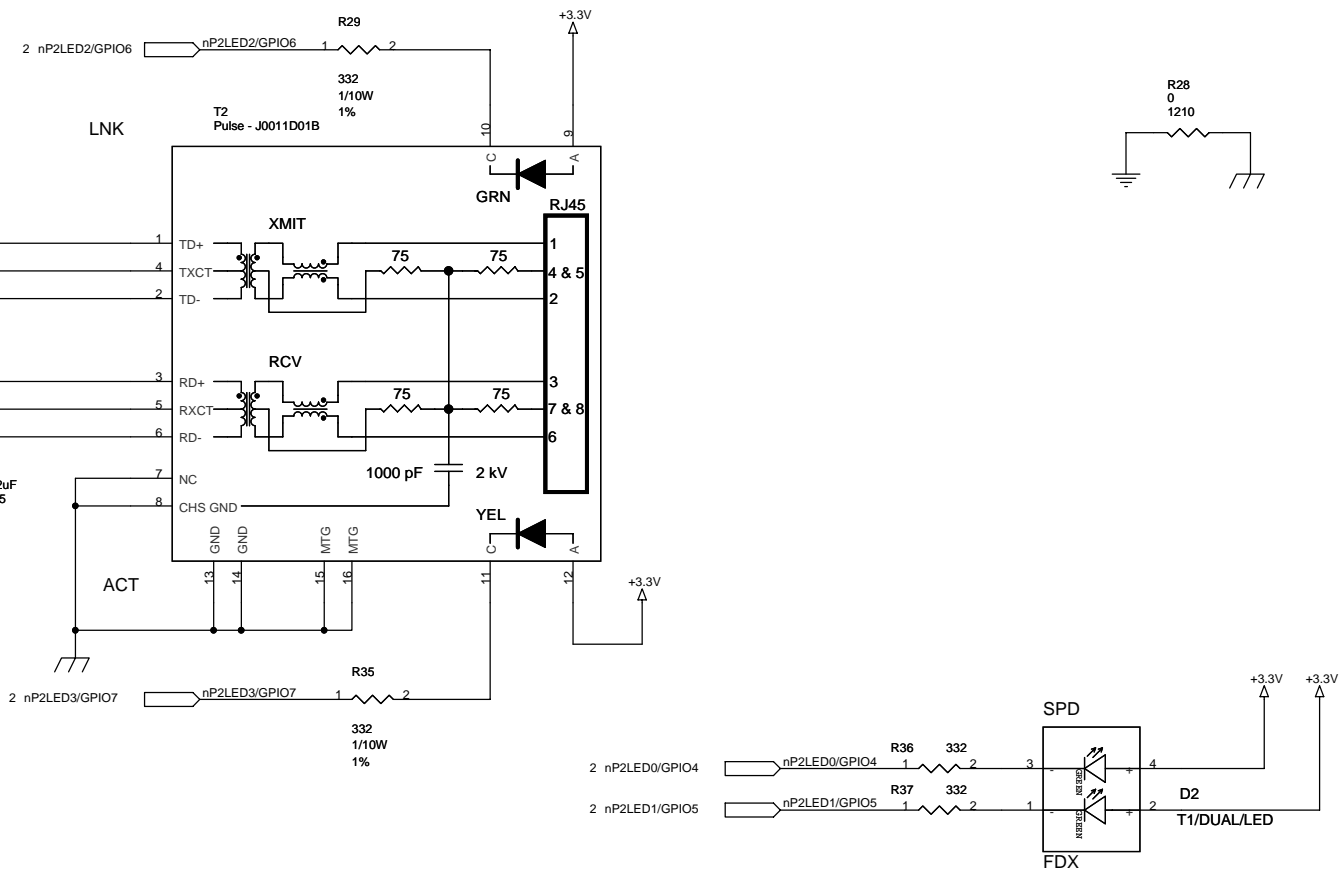 +3.3V
R29
2 nP2LED2/GPIO6
nP2LED2/GPIO6
1
2
332
1/10W
1%
T2
Pulse - J0011D01B
LNK
10
9
C
A
GRN
R28
0
1210
RJ45
XMIT
1
TD+
75
75
1
4
TXCT
4 & 5
2
TD-
2
RCV
3
RD+
75
75
3
5
RXCT
7 & 8
6
RD-
6
1000 pF
2 kV
7
NC
2uF
5
8
CHS GND
YEL
C
A
GND
GND
MTG
MTG
13
14
15
16
11
12
ACT
+3.3V
R35
2 nP2LED3/GPIO7
nP2LED3/GPIO7
1
2
332
1/10W
1%
+3.3V
+3.3V
SPD
R36
332
2 nP2LED0/GPIO4
nP2LED0/GPIO4
1
2
3
-
GREEN
+
4
R37
332
2 nP2LED1/GPIO5
nP2LED1/GPIO5
1
2
1
-
GREEN
+
2
D2
T1/DUAL/LED
FDX